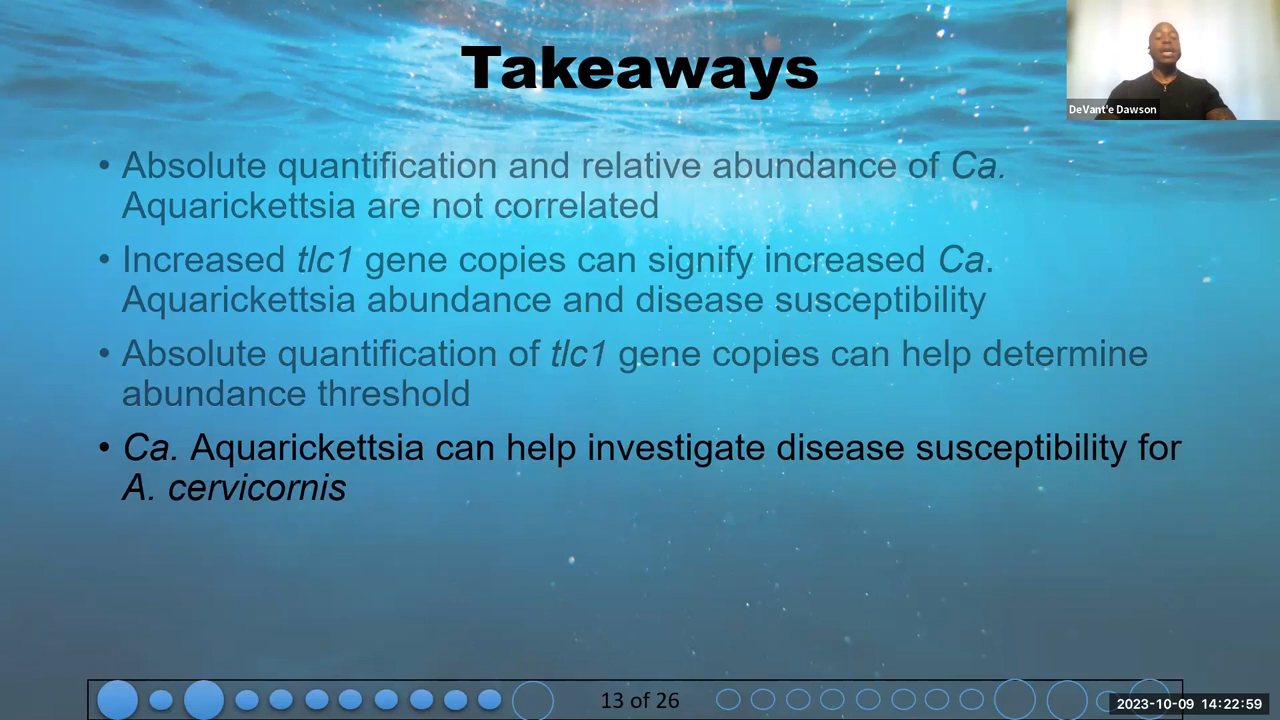 Takeaways
DeVant'e Dawson
• Absolute quantification and relative abundance of Ca.
Aquarickettsia are not correlated
• Increased tlc1 gene copies can signify increased Ca.
Aquarickettsia abundance and disease susceptibility
• Absolute quantification of tlc1 gene copies can help determine
abundance threshold
• Ca. Aquarickettsia can help investigate disease susceptibility for
A. cervicornis
13 of 26
2023-10-09 14:22:59